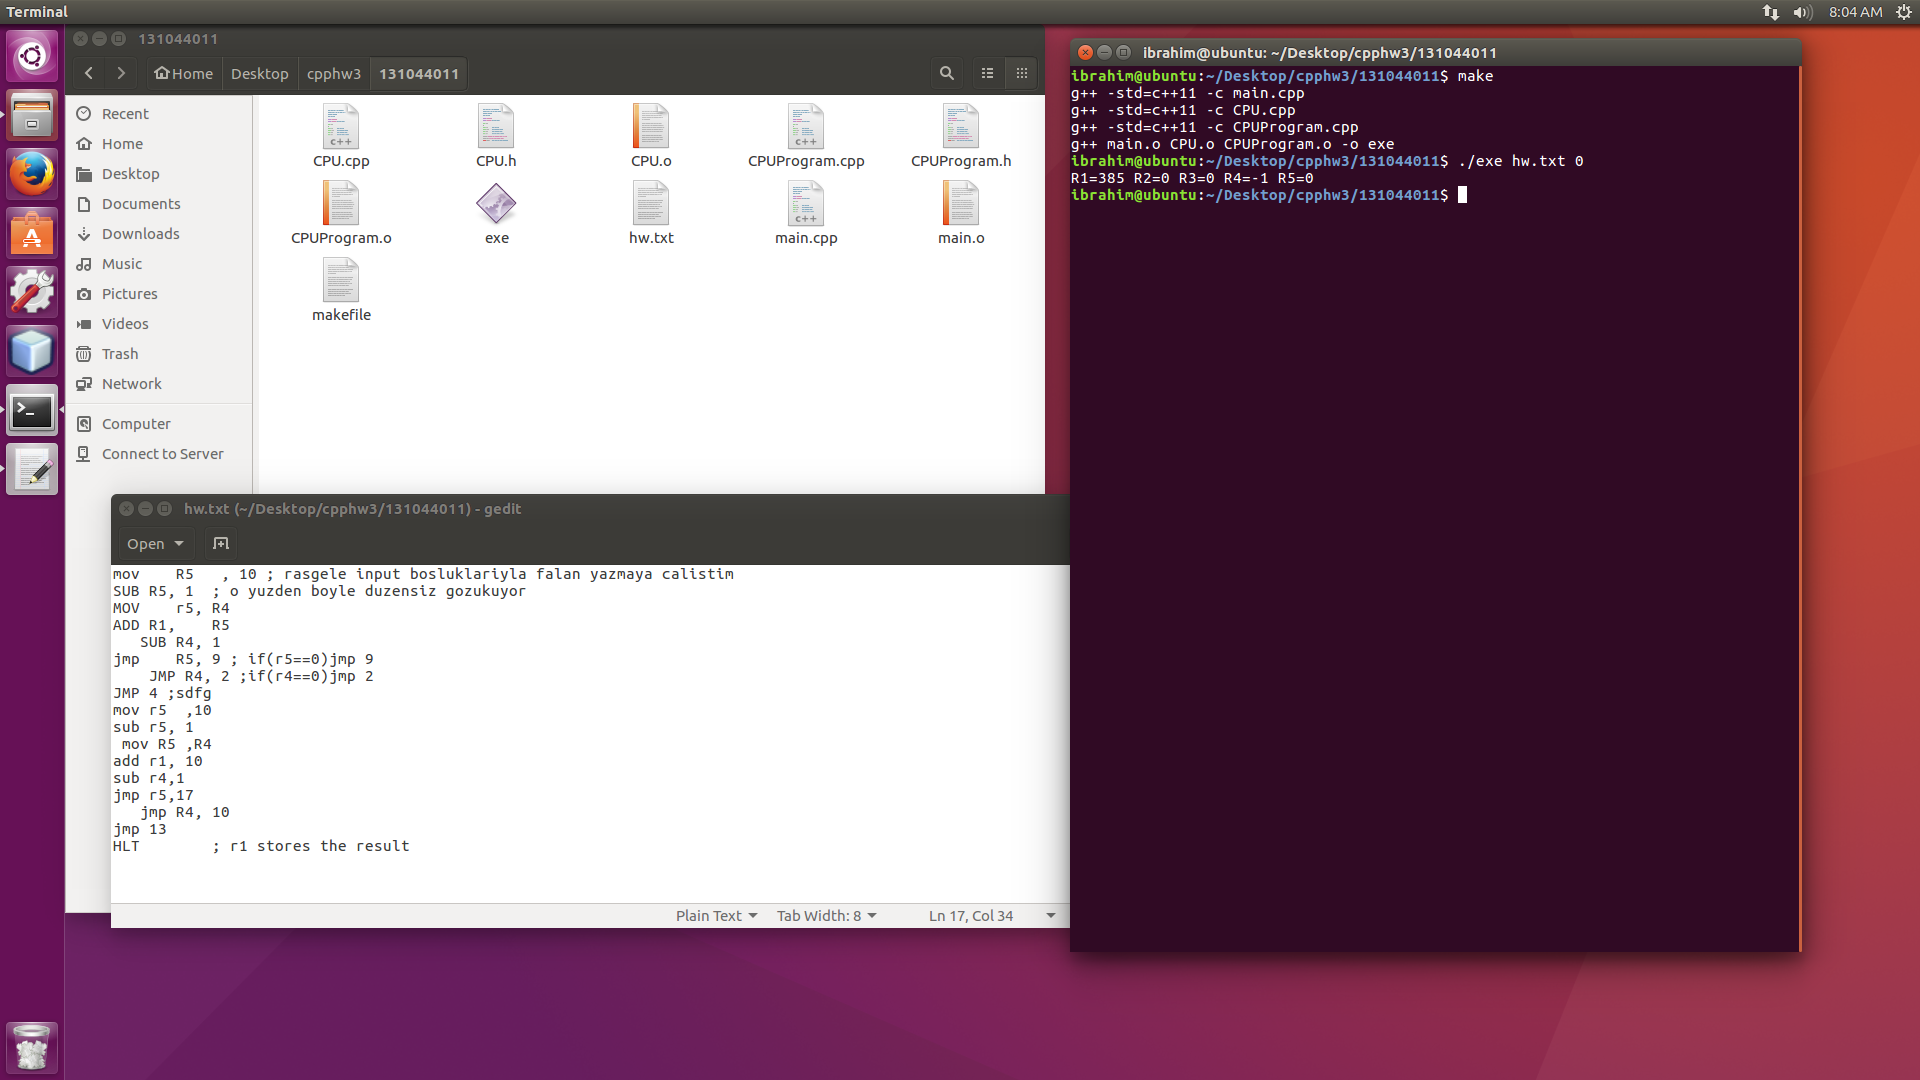 Terminal
8:04 AM
131044011
Home Desktop cpphw3 131044011
Recent
Home
Desktop
Documents
Downloads
Music
Pictures
Videos
Trash
Network
Computer
Connect to Server
CPU.cpp CPU.h CPU.o CPUProgram.cpp CPUProgram.h
CPUProgram.o exe hw.txt main.cpp main.o
makefile
hw.txt (~/Desktop/cpphw3/131044011) - gedit
Open
mov    R5   , 10 ; rasgele input bosluklariyla falan yazmaya calistim
SUB R5, 1  ; o yuzden boyle duzensiz gozukuyor
MOV    r5, R4
ADD R1,    R5
   SUB R4, 1
jmp    R5, 9 ; if(r5==0)jmp 9
    JMP R4, 2 ;if(r4==0)jmp 2
JMP 4 ;sdfg
mov r5  ,10
sub r5, 1
 mov R5 ,R4
add r1, 10
sub r4,1
jmp r5,17
   jmp R4, 10
jmp 13
HLT        ; r1 stores the result
Plain Text Tab Width: 8 Ln 17, Col 34
ibrahim@ubuntu: ~/Desktop/cpphw3/131044011
ibrahim@ubuntu:~/Desktop/cpphw3/131044011$ make
g++ -std=c++11 -c main.cpp
g++ -std=c++11 -c CPU.cpp
g++ -std=c++11 -c CPUProgram.cpp
g++ main.o CPU.o CPUProgram.o -o exe
ibrahim@ubuntu:~/Desktop/cpphw3/131044011$ ./exe hw.txt 0
R1=385 R2=0 R3=0 R4=-1 R5=0
ibrahim@ubuntu:~/Desktop/cpphw3/131044011$